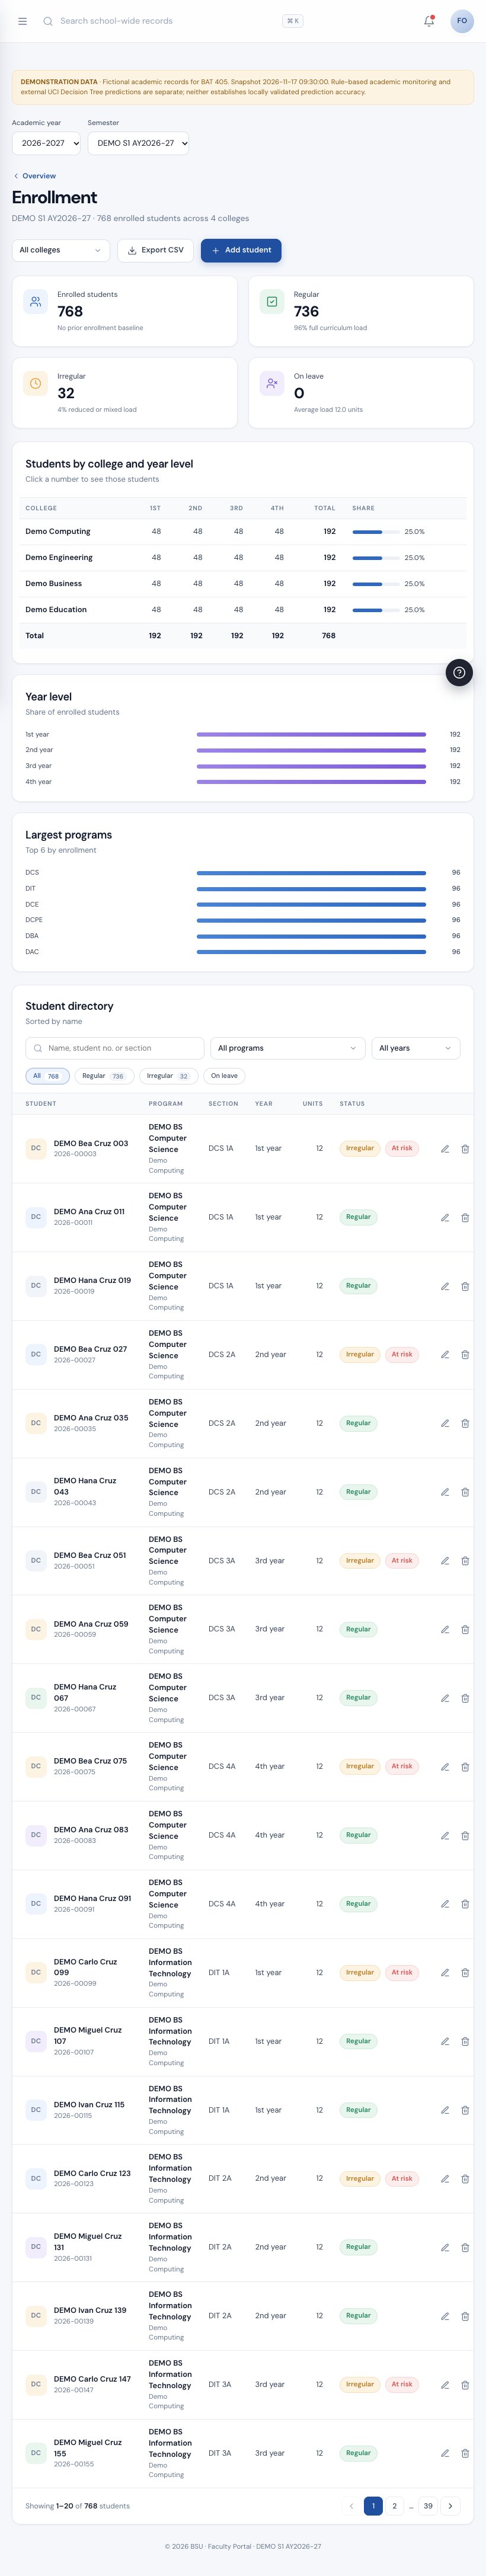 Search school-wide records
⌘ K
FO
DEMONSTRATION DATA · Fictional academic records for BAT 405. Snapshot 2026-11-17 09:30:00. Rule-based academic monitoring and
external UCI Decision Tree predictions are separate; neither establishes locally validated prediction accuracy.
Academic year
Semester
2026-2027
DEMO S1 AY2026-27
Overview
Enrollment
DEMO S1 AY2026-27 · 768 enrolled students across 4 colleges
All colleges
Export CSV
Add student
Enrolled students
768
No prior enrollment baseline
Regular
736
96% full curriculum load
Irregular
32
4% reduced or mixed load
On leave
0
Average load 12.0 units
Students by college and year level
Click a number to see those students
COLLEGE 1ST 2ND 3RD 4TH TOTAL SHARE
Demo Computing 48 48 48 48 192 25.0%
Demo Engineering 48 48 48 48 192 25.0%
Demo Business 48 48 48 48 192 25.0%
Demo Education 48 48 48 48 192 25.0%
Total 192 192 192 192 768
Year level
Share of enrolled students
1st year 192
2nd year 192
3rd year 192
4th year 192
Largest programs
Top 6 by enrollment
DCS 96
DIT 96
DCE 96
DCPE 96
DBA 96
DAC 96
Student directory
Sorted by name
Name, student no. or section
All programs
All years
All 768
Regular 736
Irregular 32
On leave
STUDENT PROGRAM SECTION YEAR UNITS STATUS
DC DEMO Bea Cruz 003 2026-00003 DEMO BS Computer Science Demo Computing DCS 1A 1st year 12 Irregular At risk
DC DEMO Ana Cruz 011 2026-00011 DEMO BS Computer Science Demo Computing DCS 1A 1st year 12 Regular
DC DEMO Hana Cruz 019 2026-00019 DEMO BS Computer Science Demo Computing DCS 1A 1st year 12 Regular
DC DEMO Bea Cruz 027 2026-00027 DEMO BS Computer Science Demo Computing DCS 2A 2nd year 12 Irregular At risk
DC DEMO Ana Cruz 035 2026-00035 DEMO BS Computer Science Demo Computing DCS 2A 2nd year 12 Regular
DC DEMO Hana Cruz 043 2026-00043 DEMO BS Computer Science Demo Computing DCS 2A 2nd year 12 Regular
DC DEMO Bea Cruz 051 2026-00051 DEMO BS Computer Science Demo Computing DCS 3A 3rd year 12 Irregular At risk
DC DEMO Ana Cruz 059 2026-00059 DEMO BS Computer Science Demo Computing DCS 3A 3rd year 12 Regular
DC DEMO Hana Cruz 067 2026-00067 DEMO BS Computer Science Demo Computing DCS 3A 3rd year 12 Regular
DC DEMO Bea Cruz 075 2026-00075 DEMO BS Computer Science Demo Computing DCS 4A 4th year 12 Irregular At risk
DC DEMO Ana Cruz 083 2026-00083 DEMO BS Computer Science Demo Computing DCS 4A 4th year 12 Regular
DC DEMO Hana Cruz 091 2026-00091 DEMO BS Computer Science Demo Computing DCS 4A 4th year 12 Regular
DC DEMO Carlo Cruz 099 2026-00099 DEMO BS Information Technology Demo Computing DIT 1A 1st year 12 Irregular At risk
DC DEMO Miguel Cruz 107 2026-00107 DEMO BS Information Technology Demo Computing DIT 1A 1st year 12 Regular
DC DEMO Ivan Cruz 115 2026-00115 DEMO BS Information Technology Demo Computing DIT 1A 1st year 12 Regular
DC DEMO Carlo Cruz 123 2026-00123 DEMO BS Information Technology Demo Computing DIT 2A 2nd year 12 Irregular At risk
DC DEMO Miguel Cruz 131 2026-00131 DEMO BS Information Technology Demo Computing DIT 2A 2nd year 12 Regular
DC DEMO Ivan Cruz 139 2026-00139 DEMO BS Information Technology Demo Computing DIT 2A 2nd year 12 Regular
DC DEMO Carlo Cruz 147 2026-00147 DEMO BS Information Technology Demo Computing DIT 3A 3rd year 12 Irregular At risk
DC DEMO Miguel Cruz 155 2026-00155 DEMO BS Information Technology Demo Computing DIT 3A 3rd year 12 Regular
Showing 1–20 of 768 students
1 2 … 39
© 2026 BSU · Faculty Portal · DEMO S1 AY2026-27